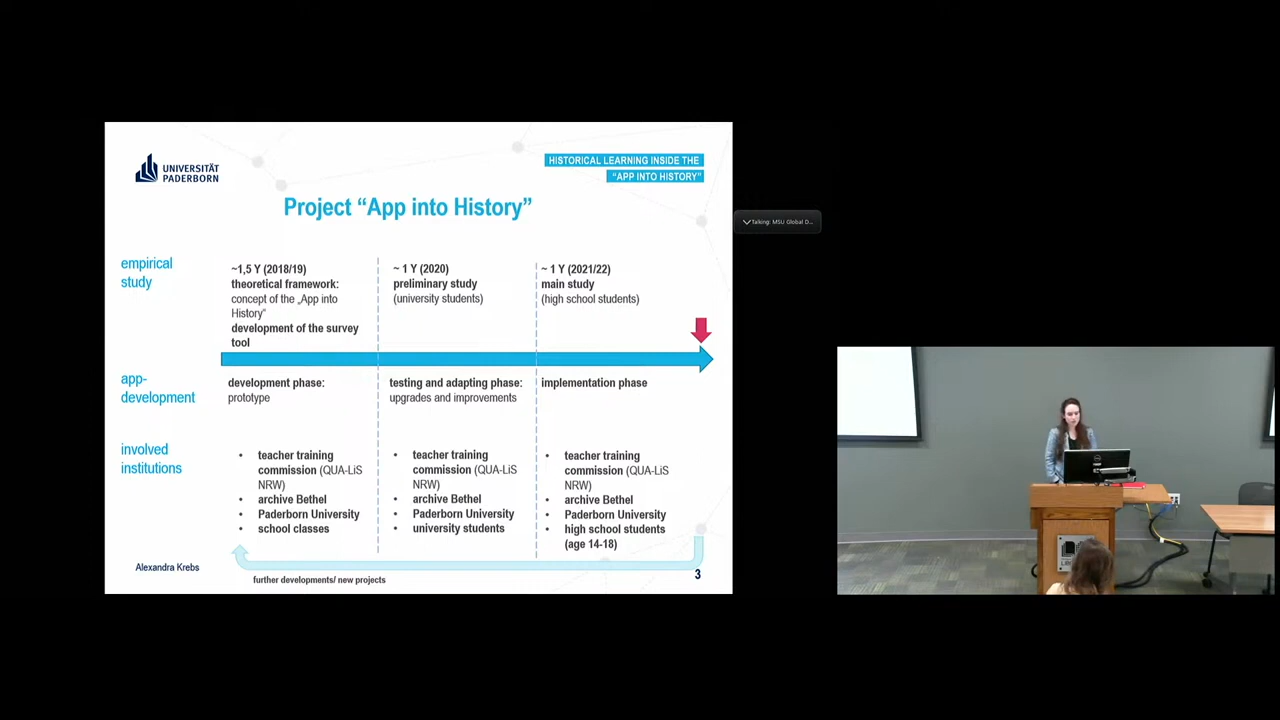 UNIVERSITÄT
PADERBORN
HISTORICAL LEARNING INSIDE THE
"APP INTO HISTORY"
Project “App into History”
empirical
study
~1,5 Y (2018/19)
theoretical framework:
concept of the „App into
History“
development of the survey
tool
~ 1 Y (2020)
preliminary study
(university students)
~ 1 Y (2021/22)
main study
(high school students)
app-
development
development phase:
prototype
testing and adapting phase:
upgrades and improvements
implementation phase
involved
institutions
• teacher training
commission (QUA-LiS
NRW)
• archive Bethel
• Paderborn University
• school classes
• teacher training
commission (QUA-LiS
NRW)
• archive Bethel
• Paderborn University
• university students
• teacher training
commission (QUA-LiS
NRW)
• archive Bethel
• Paderborn University
• high school students
(age 14-18)
Alexandra Krebs
further developments/ new projects
3
Talking: MSU Global D...